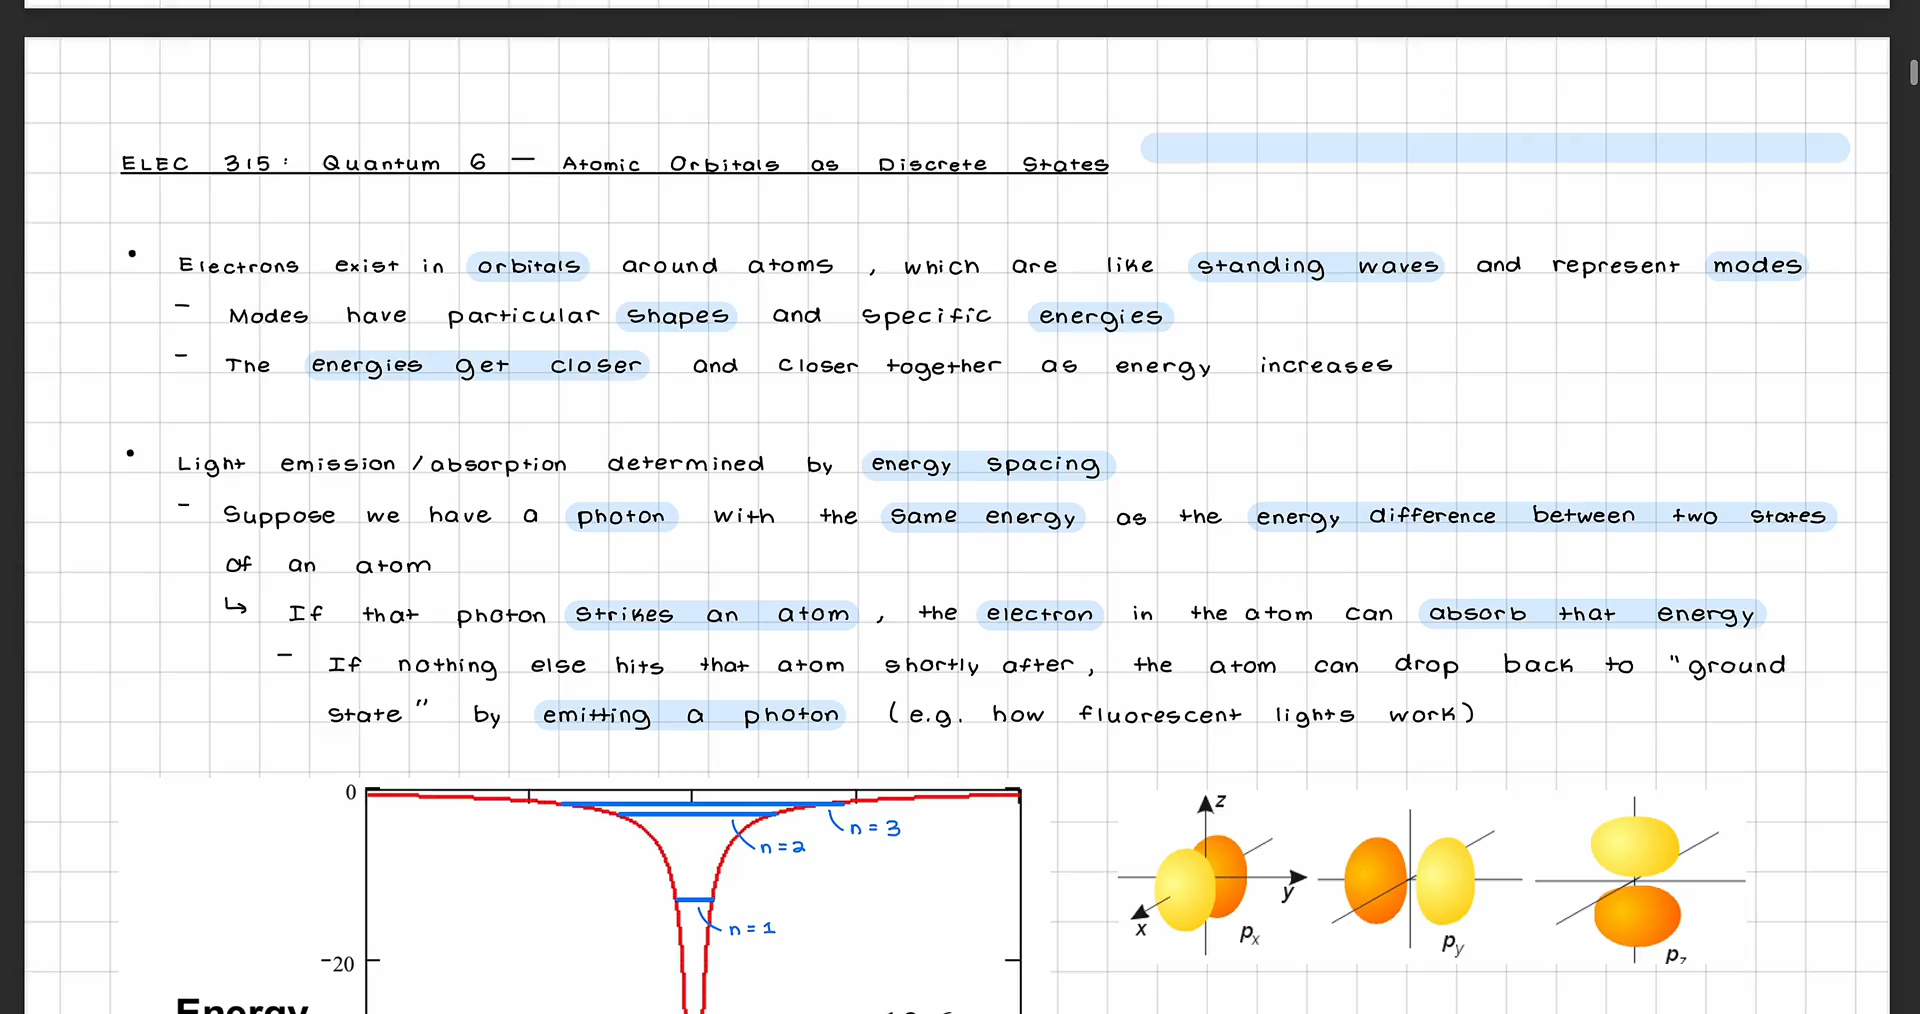 ELEC 315: Quantum 6 — Atomic Orbitals as Discrete States
• Electrons exist in orbitals around atoms, which are like standing waves and represent modes
- Modes have particular shapes and specific energies
- The energies get closer and closer together as energy increases
• Light emission/absorption determined by energy spacing
- Suppose we have a photon with the same energy as the energy difference between two states
of an atom
↳ If that photon strikes an atom, the electron in the atom can absorb that energy
- If nothing else hits that atom shortly after, the atom can drop back to "ground
state" by emitting a photon (e.g. how fluorescent lights work)
0
n = 3
n = 2
n = 1
-20
Energy
z
y
x
px
py
pz